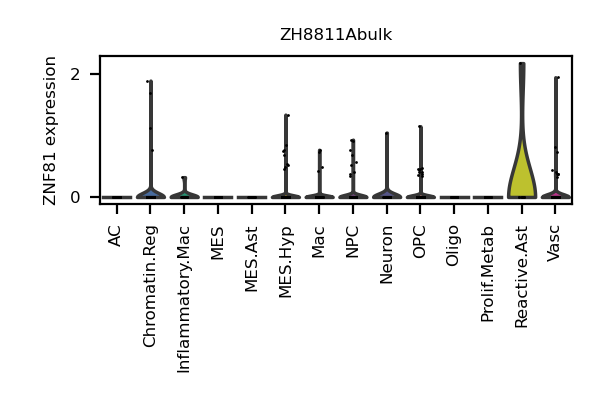 ZH8811Abulk
ZNF81 expression
2
0
AC
Chromatin.Reg
Inflammatory.Mac
MES
MES.Ast
MES.Hyp
Mac
NPC
Neuron
OPC
Oligo
Prolif.Metab
Reactive.Ast
Vasc